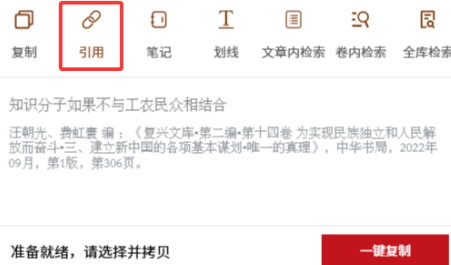 复制 引用 笔记 划线 文章内检索 卷内检索 全库检索
知识分子如果不与工农民众相结合
汪朝光、费虹寰 编:《复兴文库•第二编•第十四卷 为实现民族独立和人民解
放而奋斗•三、建立新中国的各项基本谋划•唯一的真理》,中华书局,2022年
09月,第1版,第306页。
准备就绪,请选择并拷贝 一键复制